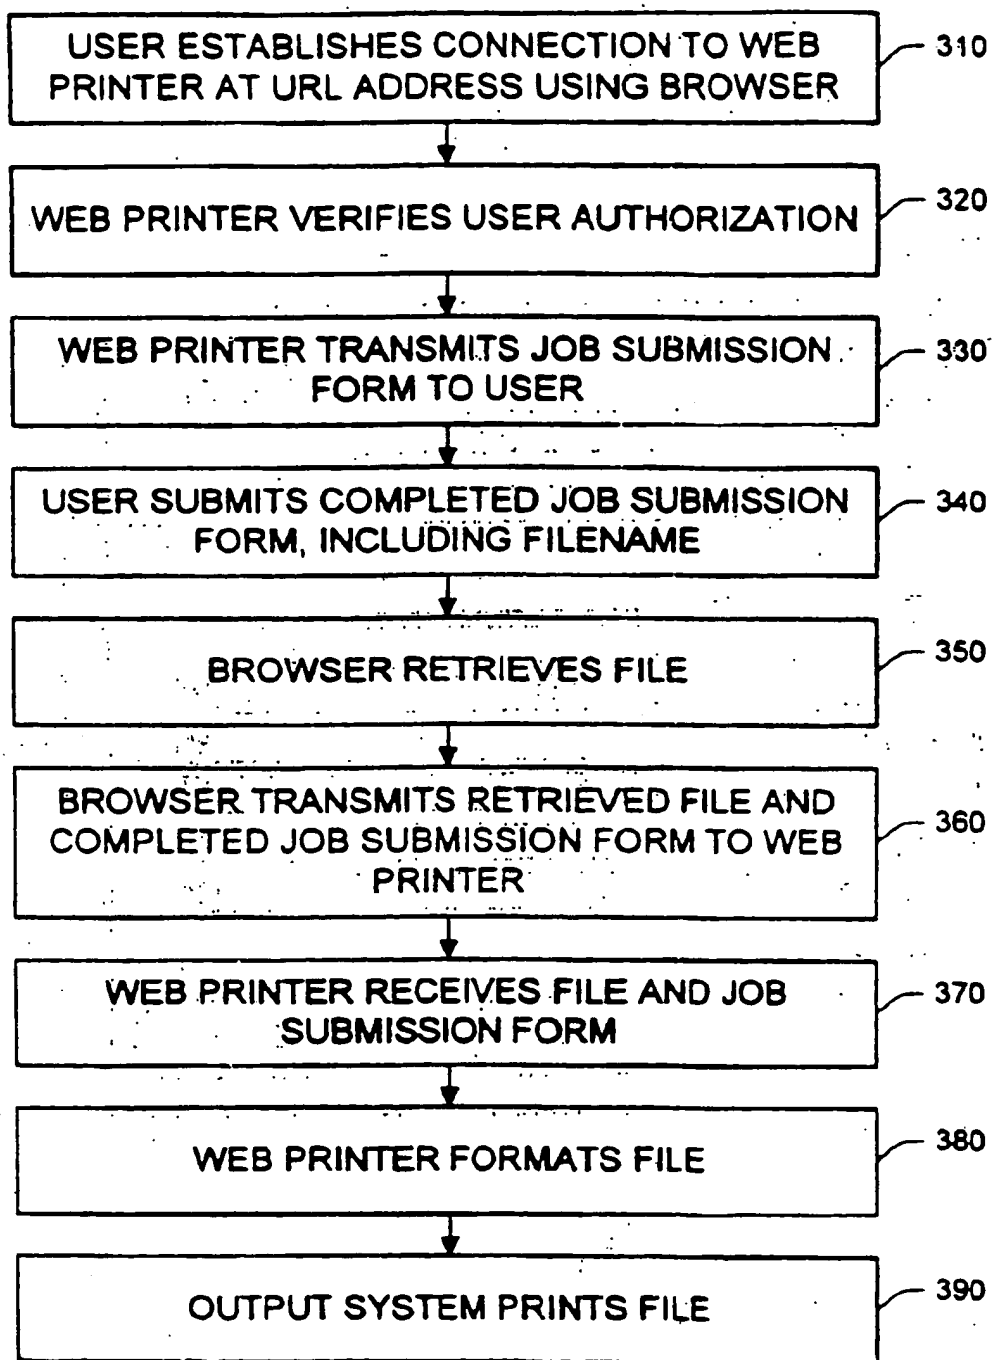 USER ESTABLISHES CONNECTION TO WEB
PRINTER AT URL ADDRESS USING BROWSER
310
WEB PRINTER VERIFIES USER AUTHORIZATION
320
WEB PRINTER TRANSMITS JOB SUBMISSION
FORM TO USER
330
USER SUBMITS COMPLETED JOB SUBMISSION
FORM, INCLUDING FILENAME
340
BROWSER RETRIEVES FILE
350
BROWSER TRANSMITS RETRIEVED FILE AND
COMPLETED JOB SUBMISSION FORM TO WEB
PRINTER
360
WEB PRINTER RECEIVES FILE AND JOB
SUBMISSION FORM
370
WEB PRINTER FORMATS FILE
380
OUTPUT SYSTEM PRINTS FILE
390